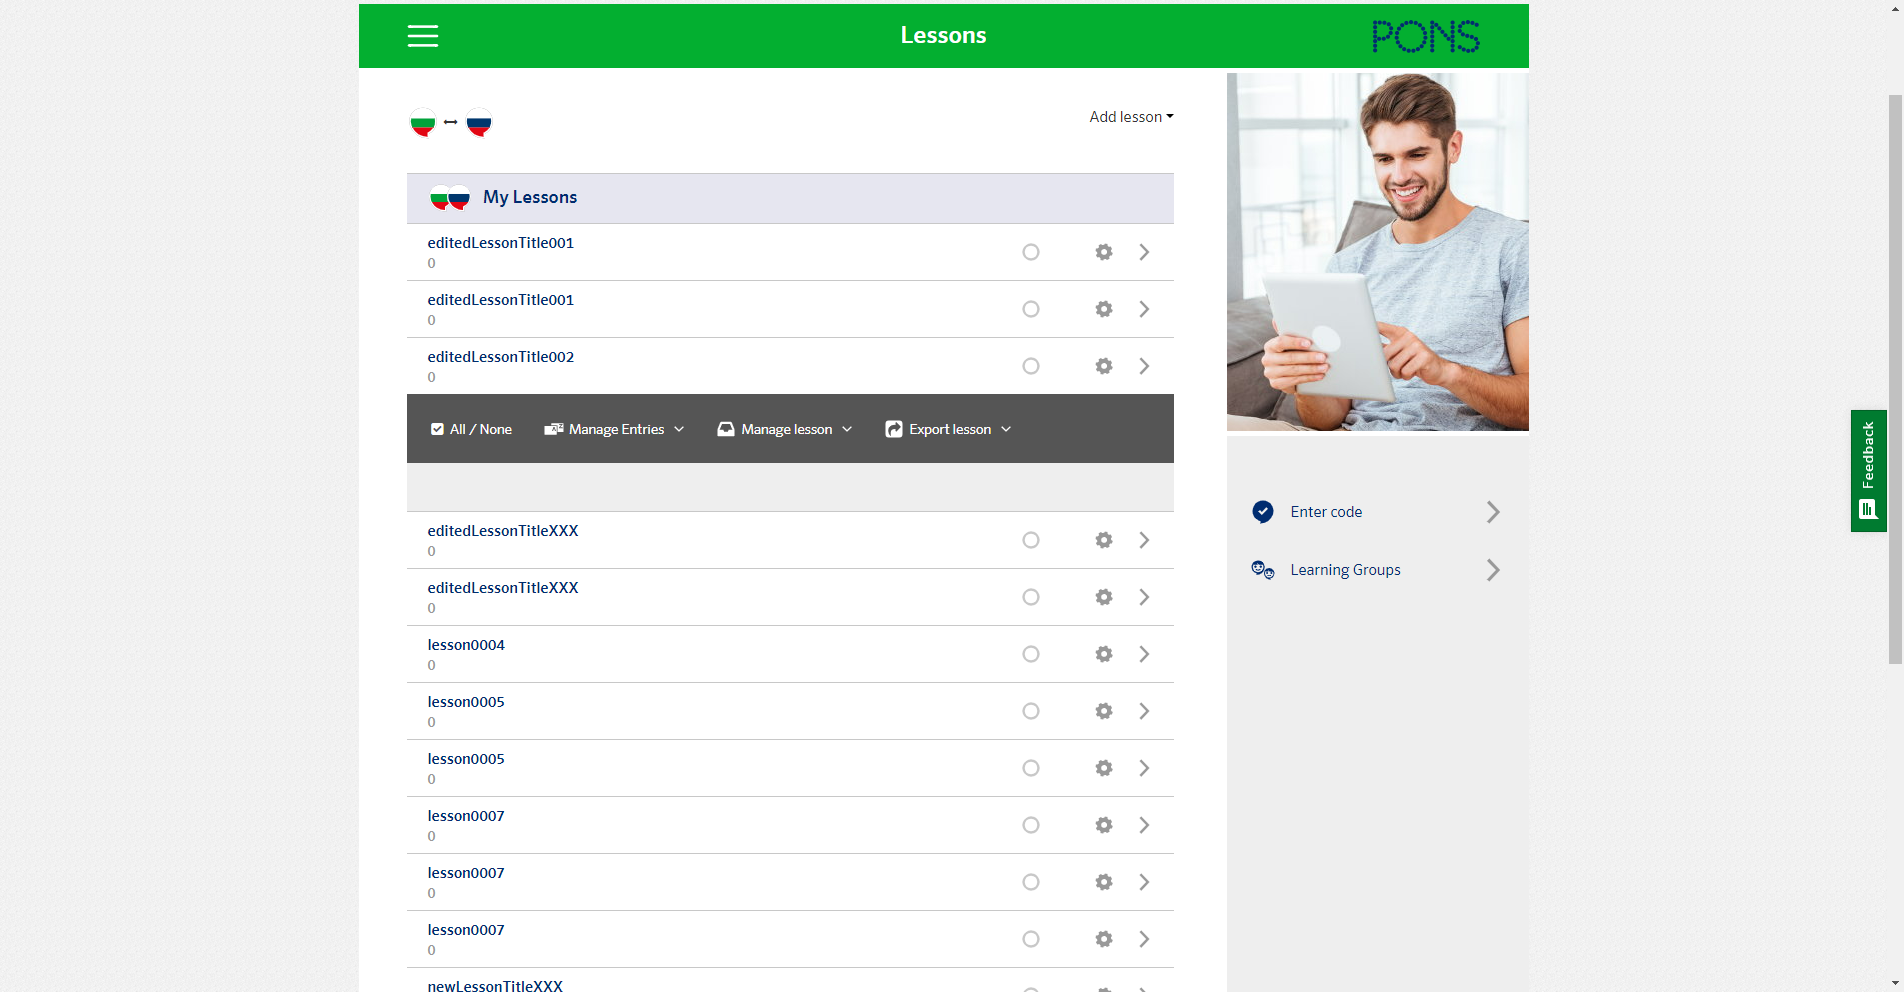 Lessons
PONS
Add lesson
My Lessons
editedLessonTitle001
0
editedLessonTitle001
0
editedLessonTitle002
0
All / None
Manage Entries
Manage lesson
Export lesson
editedLessonTitleXXX
0
editedLessonTitleXXX
0
lesson0004
0
lesson0005
0
lesson0005
0
lesson0007
0
lesson0007
0
lesson0007
0
newLessonTitleXXX
Enter code
Learning Groups
Feedback